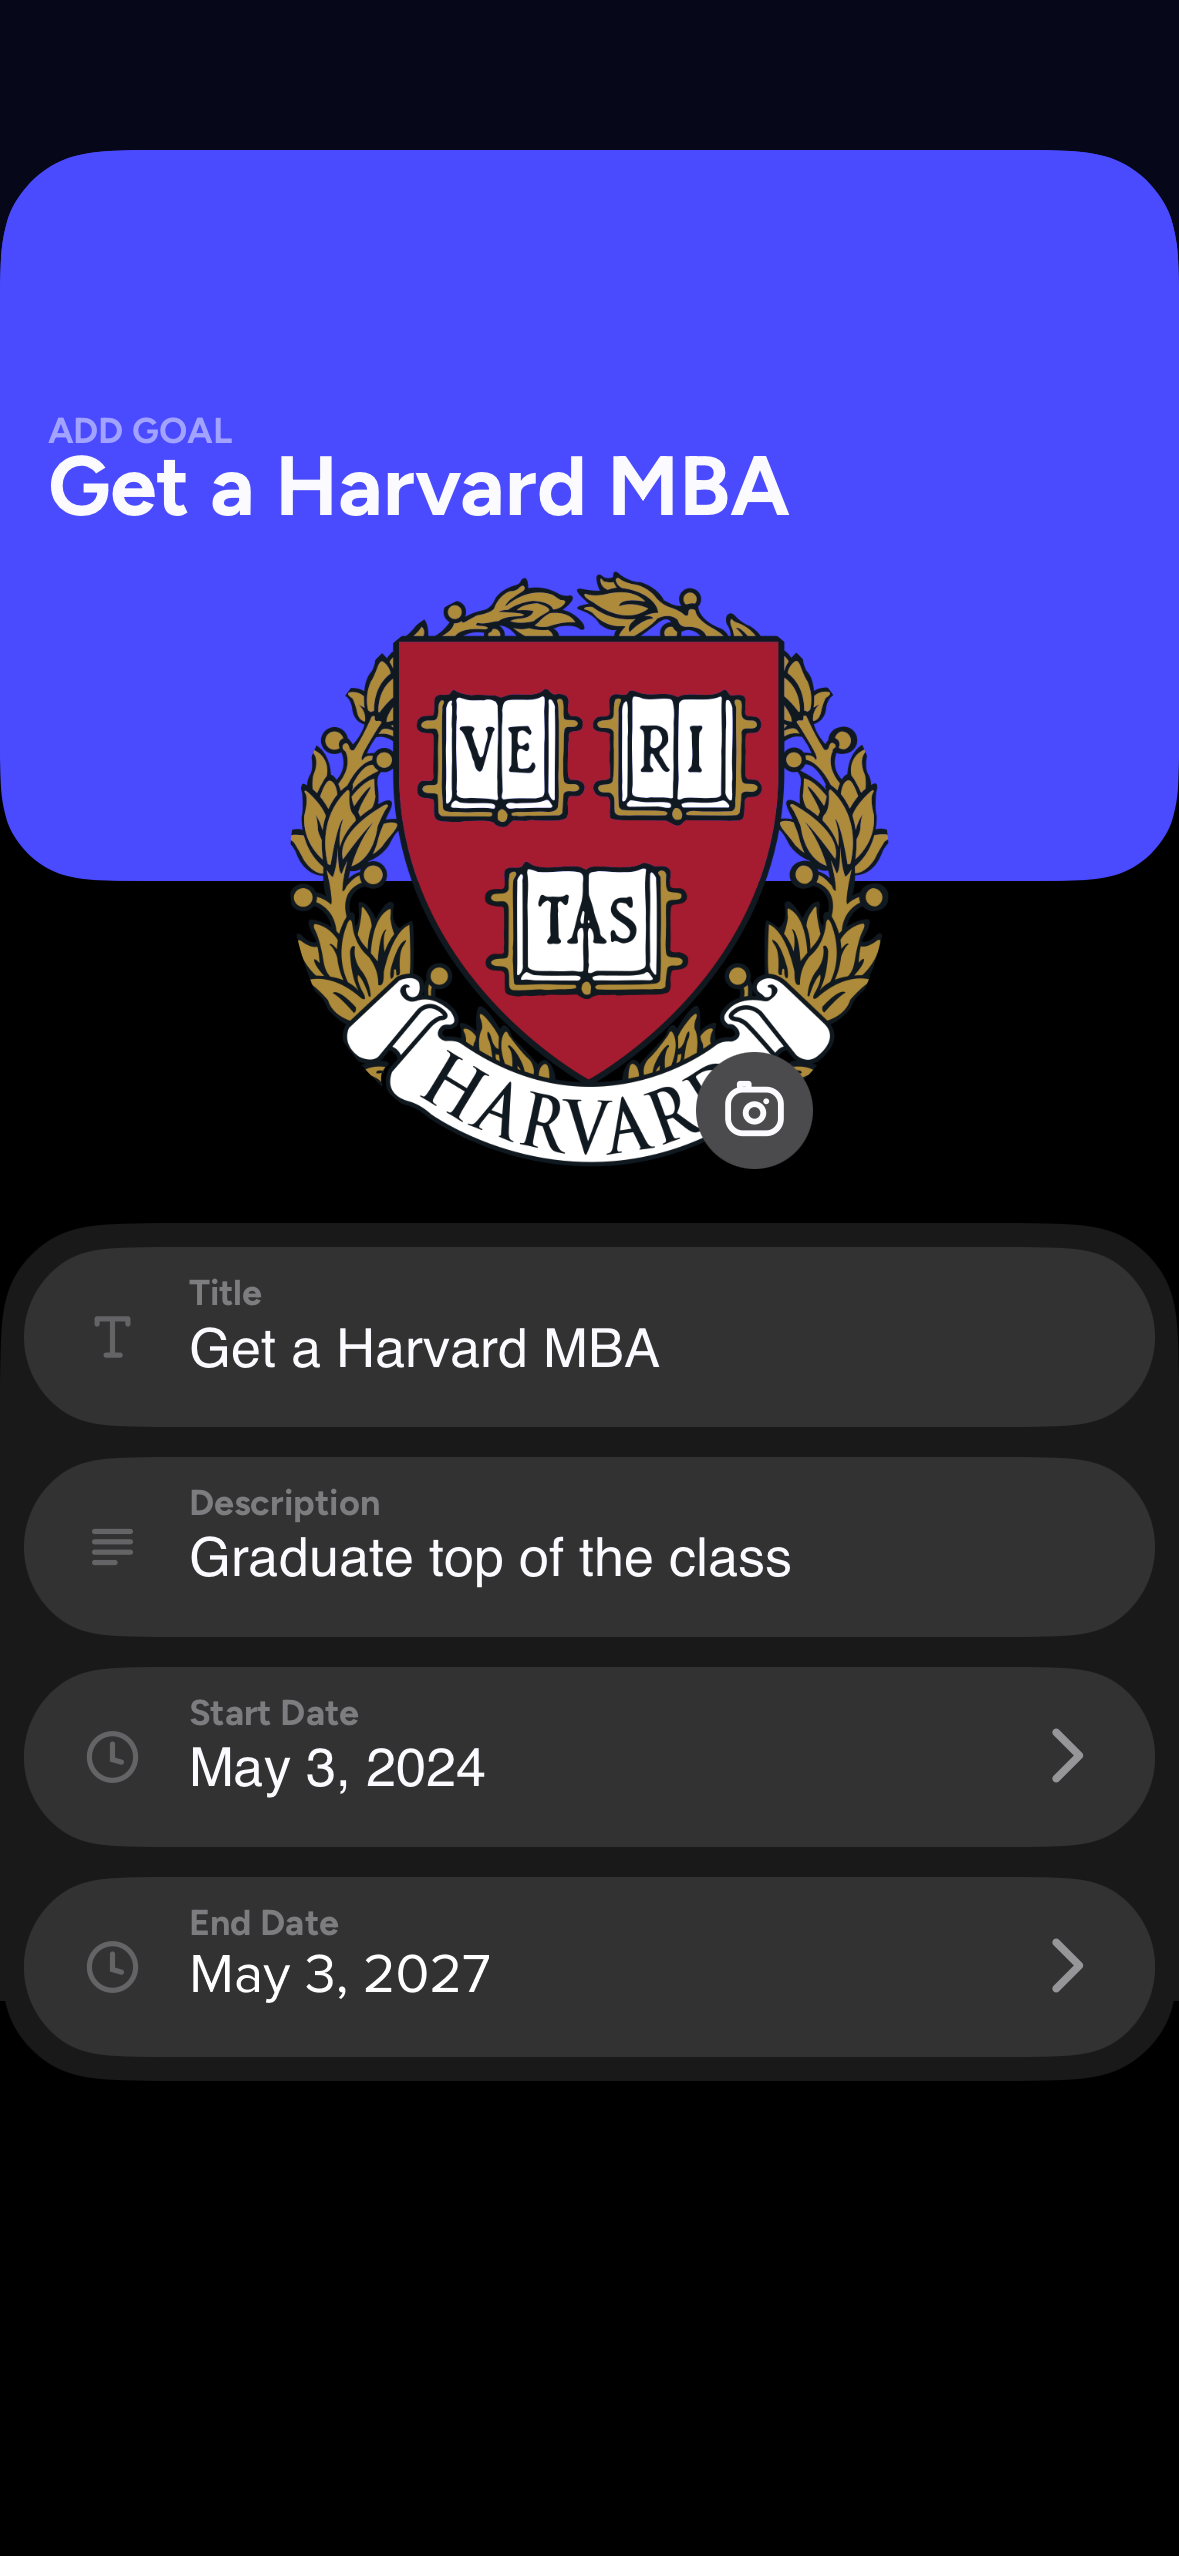 ADD GOAL
Get a Harvard MBA
VE RI
TAS
HARVAR
Title
Get a Harvard MBA
Description
Graduate top of the class
Start Date
May 3, 2024
End Date
May 3, 2027